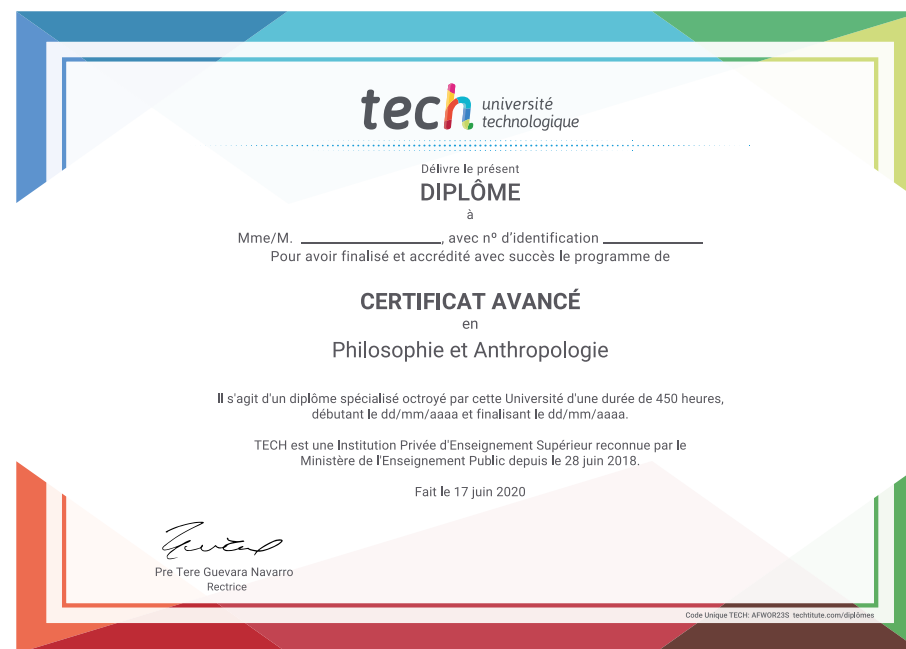 tech université
technologique
Délivre le présent
DIPLÔME
à
Mme/M. ____________________, avec nº d'identification ______________
Pour avoir finalisé et accrédité avec succès le programme de
CERTIFICAT AVANCÉ
en
Philosophie et Anthropologie
Il s'agit d'un diplôme spécialisé octroyé par cette Université d'une durée de 450 heures,
débutant le dd/mm/aaaa et finalisant le dd/mm/aaaa.
TECH est une Institution Privée d'Enseignement Supérieur reconnue par le
Ministère de l'Enseignement Public depuis le 28 juin 2018.
Fait le 17 juin 2020
Pre Tere Guevara Navarro
Rectrice
Code Unique TECH: AFWOR23S techtitute.com/diplômes